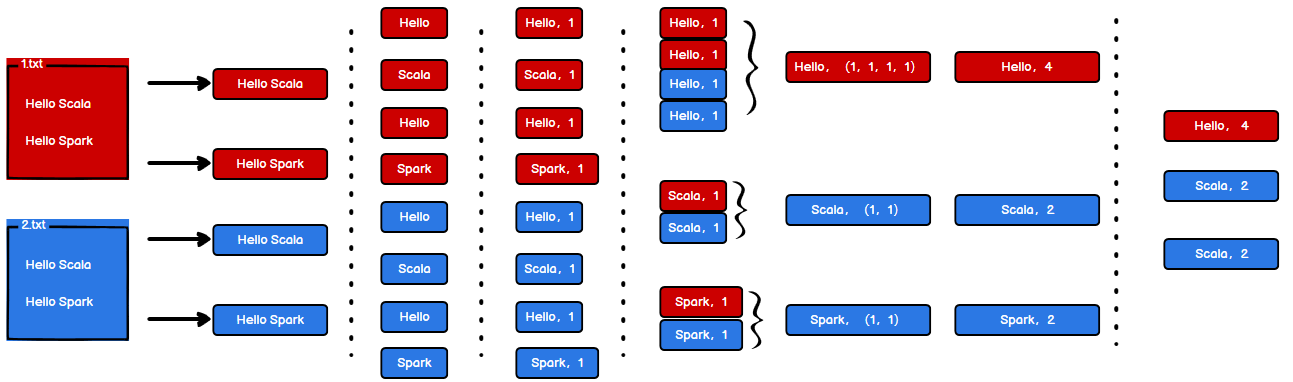 1.txt
Hello Scala
Hello Spark
2.txt
Hello Scala
Hello Spark
Hello Scala
Hello Spark
Hello Scala
Hello Spark
Hello
Scala
Hello
Spark
Hello
Scala
Hello
Spark
Hello, 1
Scala, 1
Hello, 1
Spark, 1
Hello, 1
Scala, 1
Hello, 1
Spark, 1
Hello, 1
Hello, 1
Hello, 1
Hello, 1
Scala, 1
Scala, 1
Spark, 1
Spark, 1
Hello, (1, 1, 1, 1)
Scala, (1, 1)
Spark, (1, 1)
Hello, 4
Scala, 2
Spark, 2
Hello, 4
Scala, 2
Scala, 2